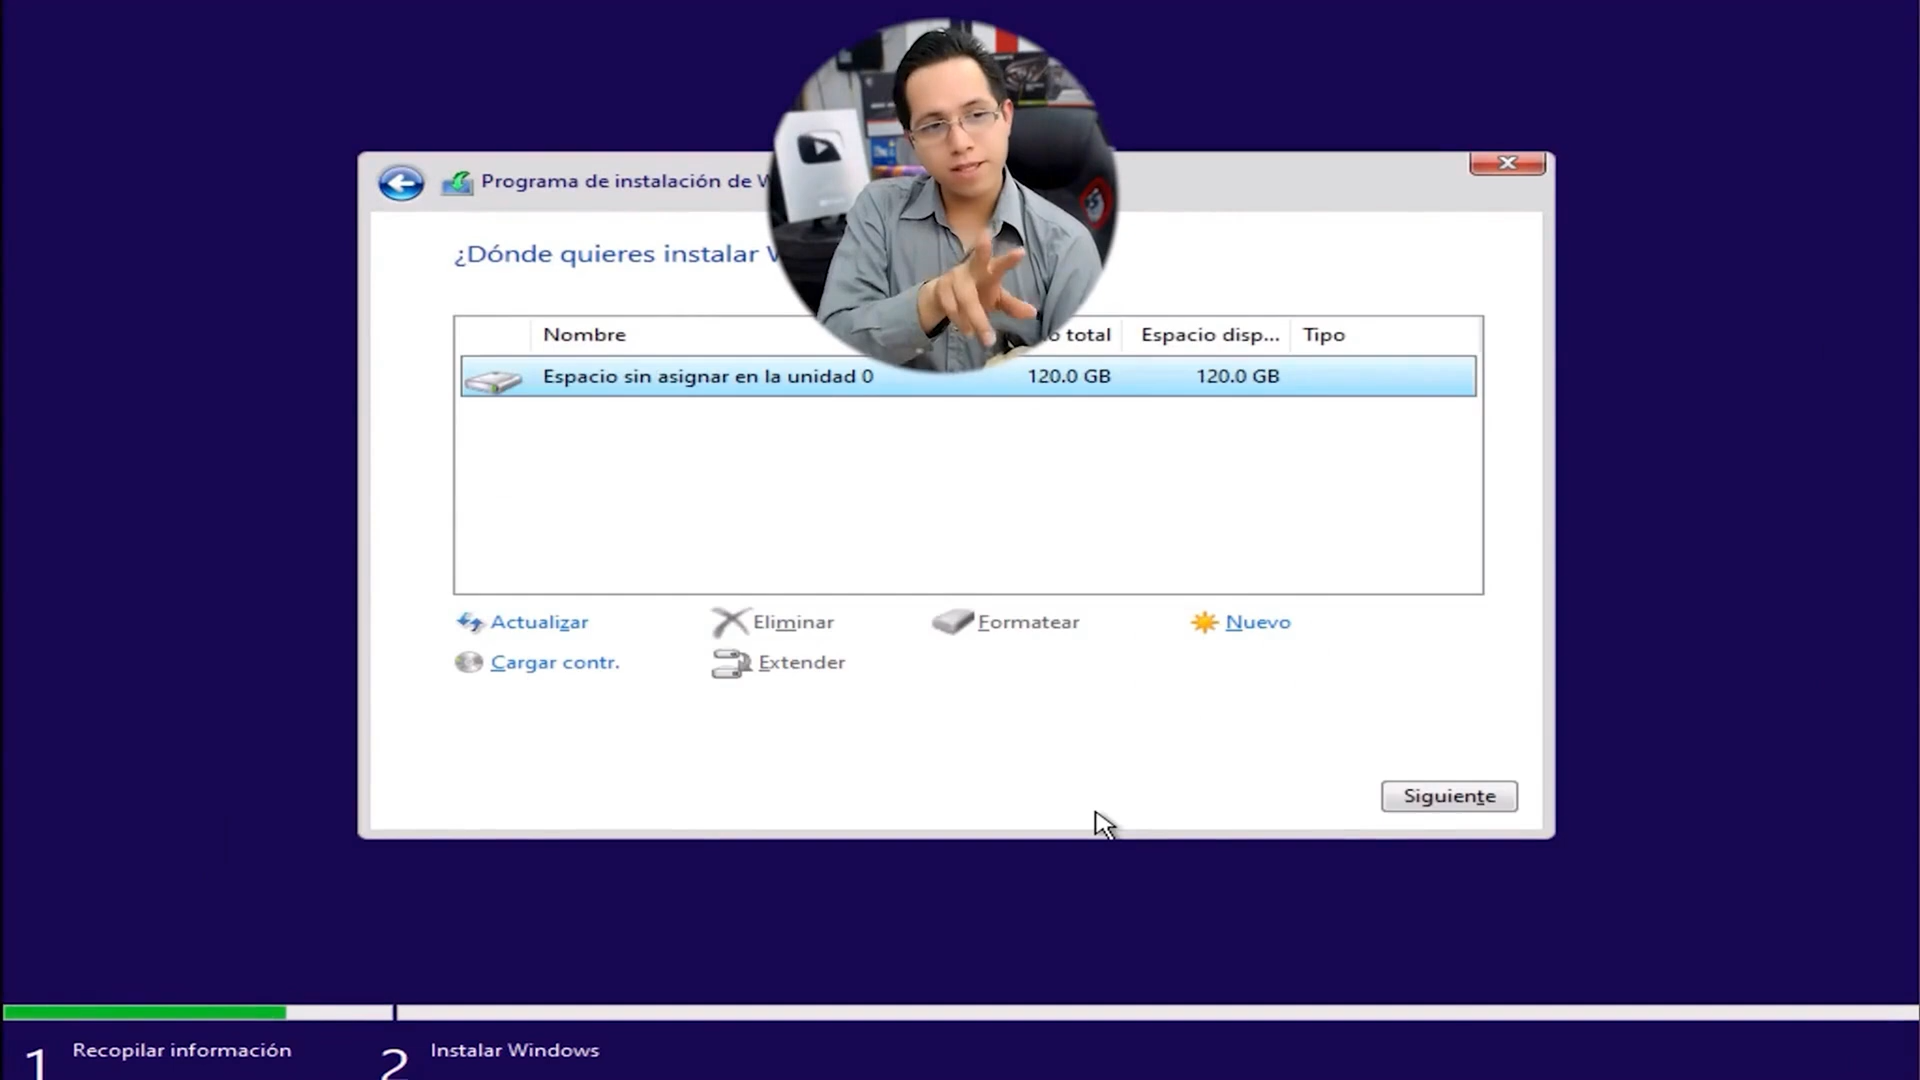 Programa de instalación de
¿Dónde quieres instalar
Nombre total Espacio disp... Tipo
Espacio sin asignar en la unidad 0 120.0 GB 120.0 GB
Actualizar Eliminar Formatear Nuevo
Cargar contr. Extender
Siguiente
1 Recopilar información 2 Instalar Windows